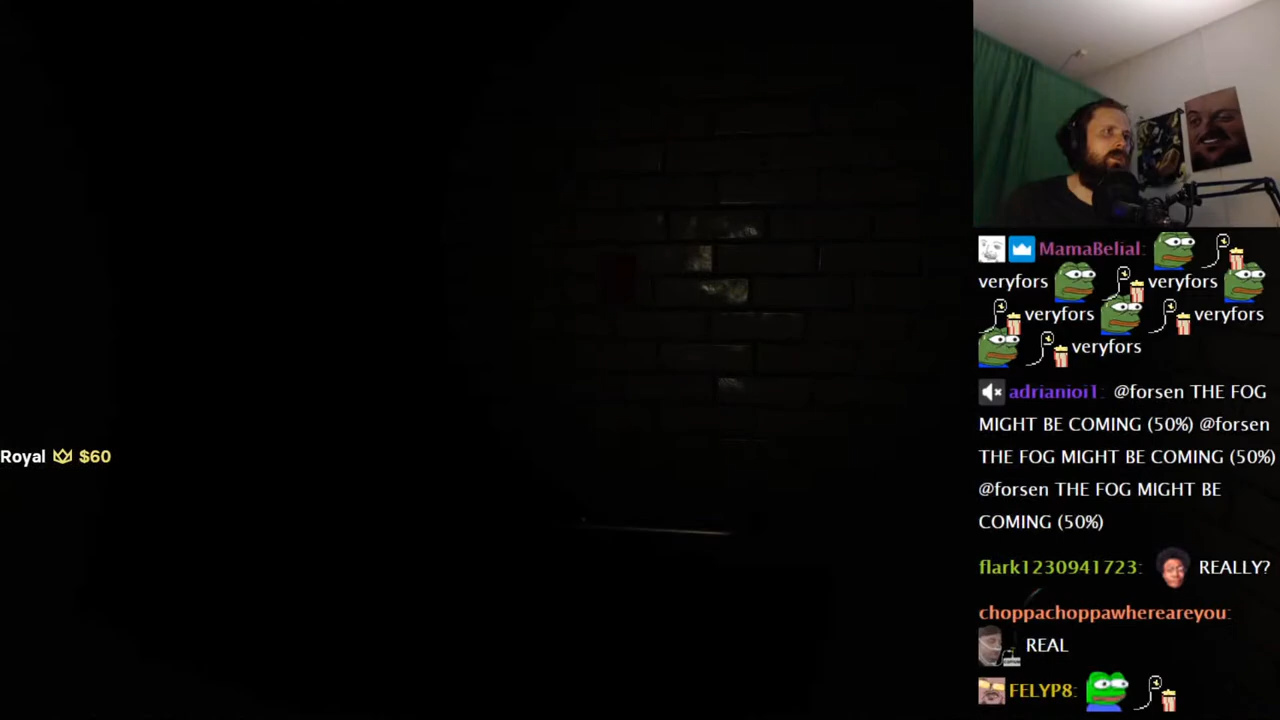 MamaBelial:
veryfors veryfors
veryfors veryfors
veryfors
adrianioi1: @forsen THE FOG
MIGHT BE COMING (50%) @forsen
THE FOG MIGHT BE COMING (50%)
@forsen THE FOG MIGHT BE
COMING (50%)
Royal $60
flark1230941723: REALLY?
choppachoppawhereareyou:
REAL
FELYP8: